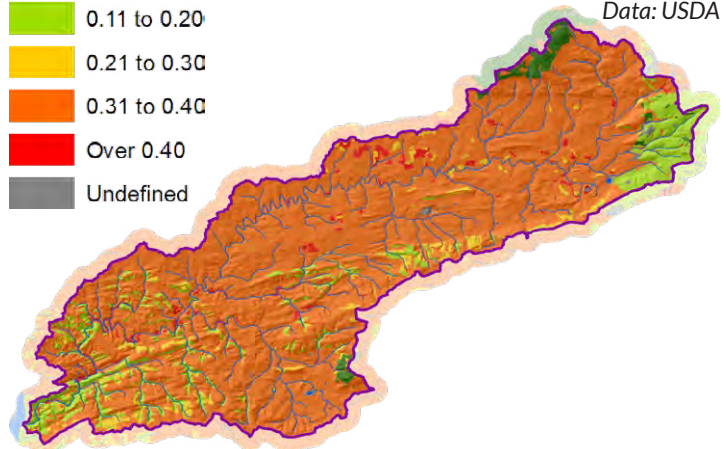 0.11 to 0.20
Data: USDA
0.21 to 0.30
0.31 to 0.40
Over 0.40
Undefined